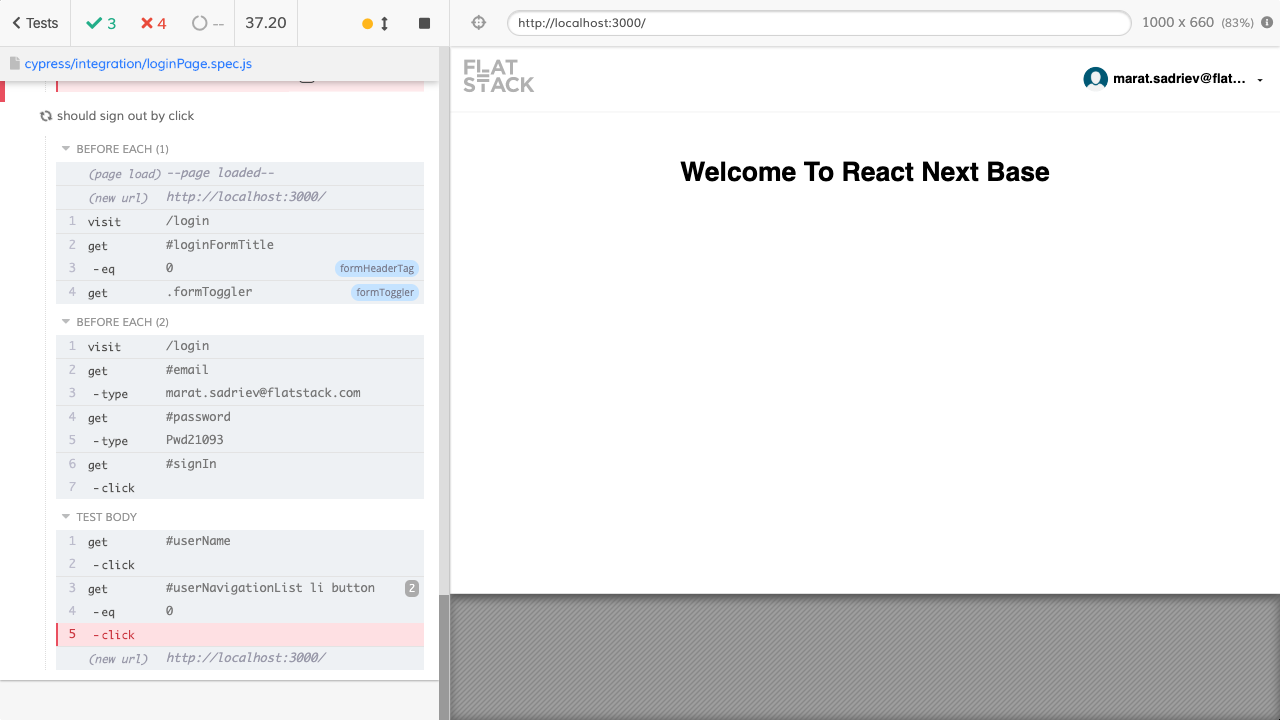 Tests
3
4
--
37.20
http://localhost:3000/
1000 x 660 (83%)
cypress/integration/loginPage.spec.js
FLAT
STACK
marat.sadriev@flat...
should sign out by click
BEFORE EACH (1)
(page load) --page loaded--
(new url) http://localhost:3000/
1 visit /login
2 get #loginFormTitle
3 -eq 0 formHeaderTag
4 get .formToggler formToggler
BEFORE EACH (2)
1 visit /login
2 get #email
3 -type marat.sadriev@flatstack.com
4 get #password
5 -type Pwd21093
6 get #signIn
7 -click
TEST BODY
1 get #userName
2 -click
3 get #userNavigationList li button 2
4 -eq 0
5 -click
(new url) http://localhost:3000/
Welcome To React Next Base